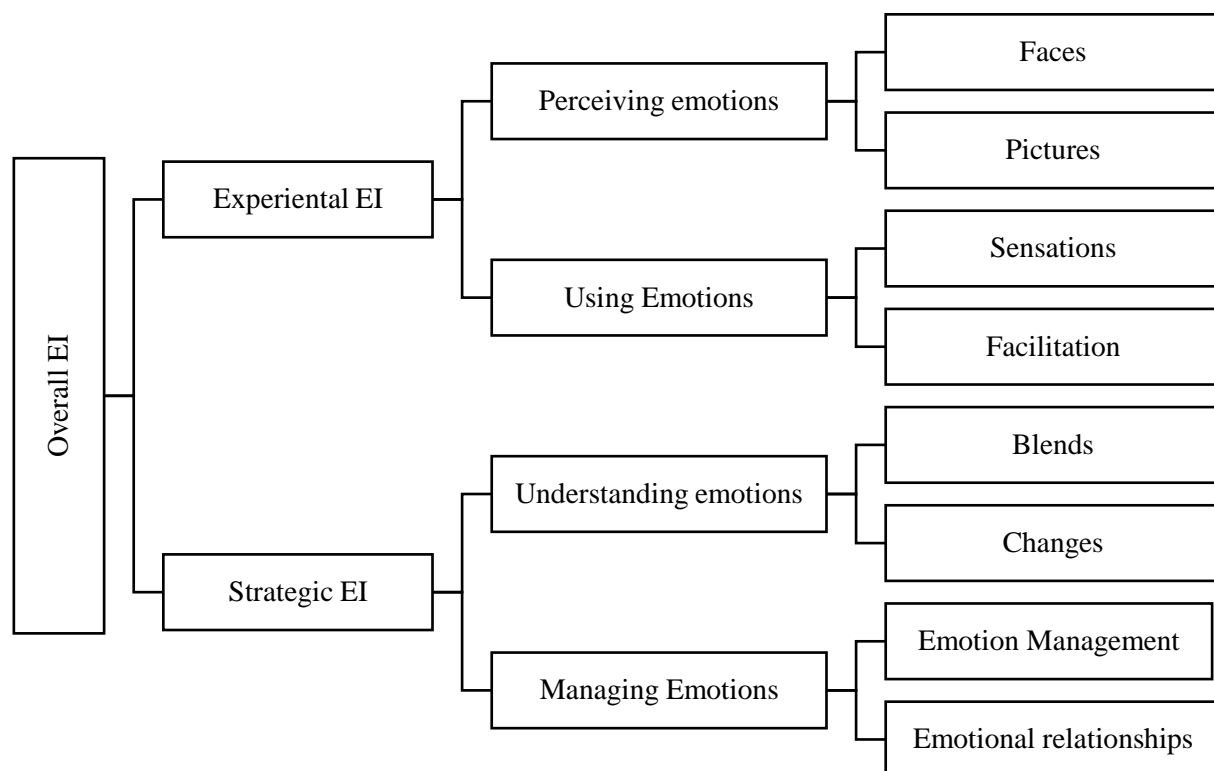 Overall EI
Experiental EI
Perceiving emotions
Faces
Pictures
Using Emotions
Sensations
Facilitation
Strategic EI
Understanding emotions
Blends
Changes
Managing Emotions
Emotion Management
Emotional relationships